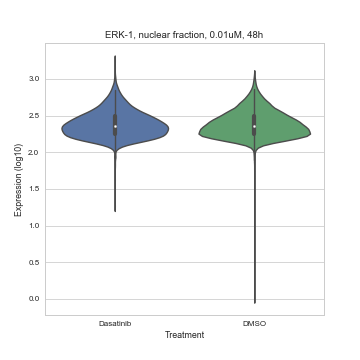 ERK-1, nuclear fraction, 0.01uM, 48h
3.0
2.5
2.0
1.5
1.0
0.5
0.0
Expression (log10)
Dasatinib DMSO
Treatment